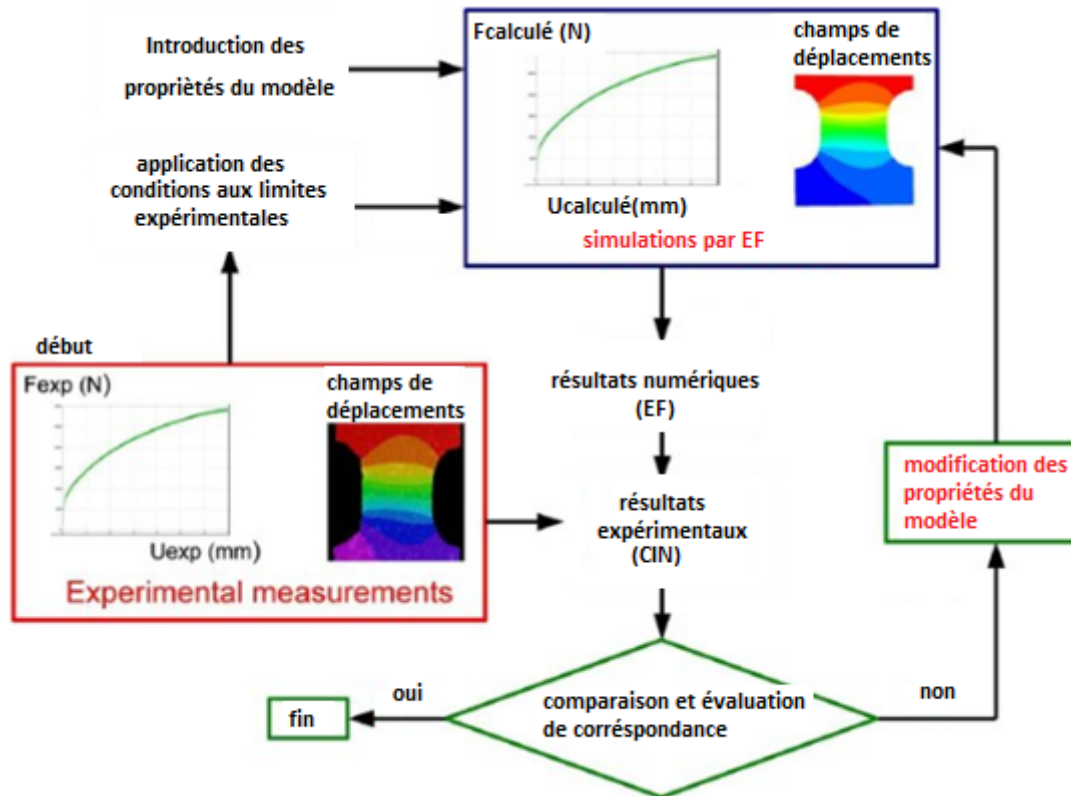 Introduction des
propriètés du modèle
application des
conditions aux limites
expérimentales
Fcalculé (N)
champs de
déplacements
Ucalculé(mm)
simulations par EF
début
Fexp (N)
champs de
déplacements
Uexp (mm)
Experimental measurements
résultats numériques
(EF)
résultats
expérimentaux
(CIN)
modification des
propriétés du
modèle
comparaison et évaluation
de corréspondance
oui
non
fin